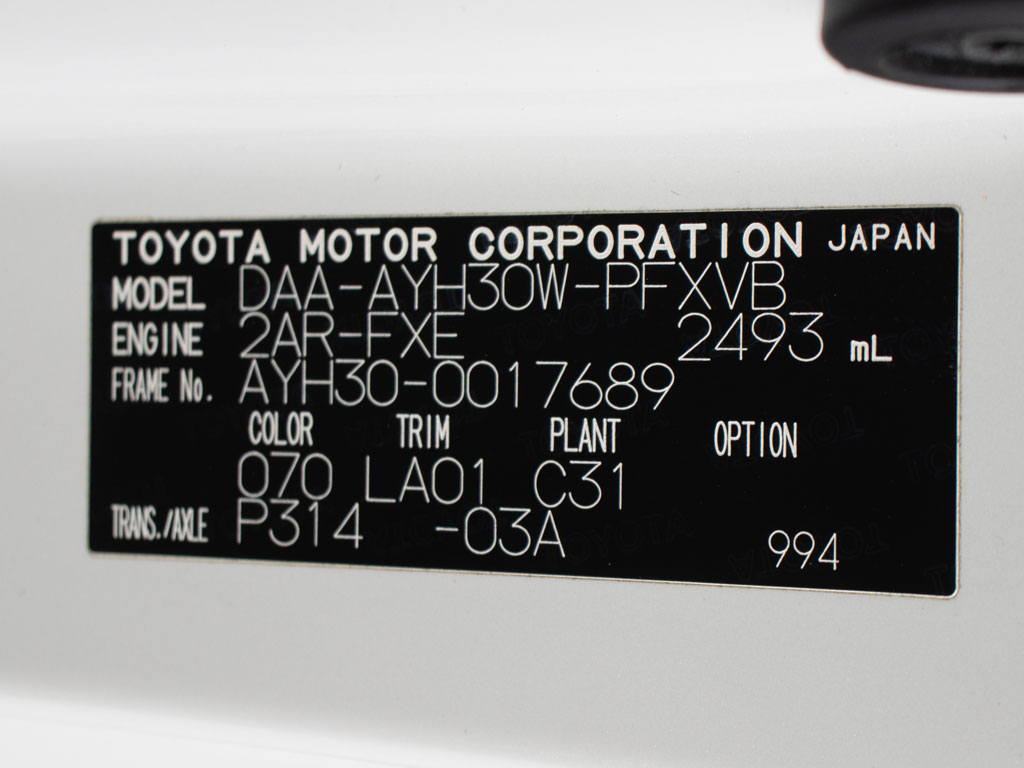 TOYOTA MOTOR CORPORATION JAPAN
MODEL DAA-AYH30W-PFXVB
ENGINE 2AR-FXE 2493 mL
FRAME No. AYH30-0017689
COLOR TRIM PLANT OPTION
070 LA01 C31
TRANS./AXLE P314 -03A 994